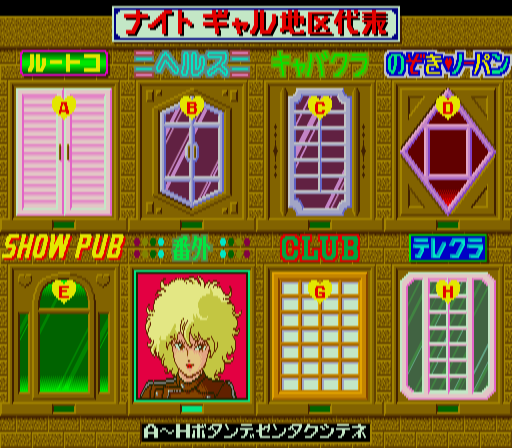 ナイト ギャル地区代表
ルートコ
ヘルス
キャバクラ
のぞき♥ノーパン
A
B
C
D
SHOW PUB
番外
CLUB
テレクラ
E
G
H
A〜Hボタンデセンタクシテネ